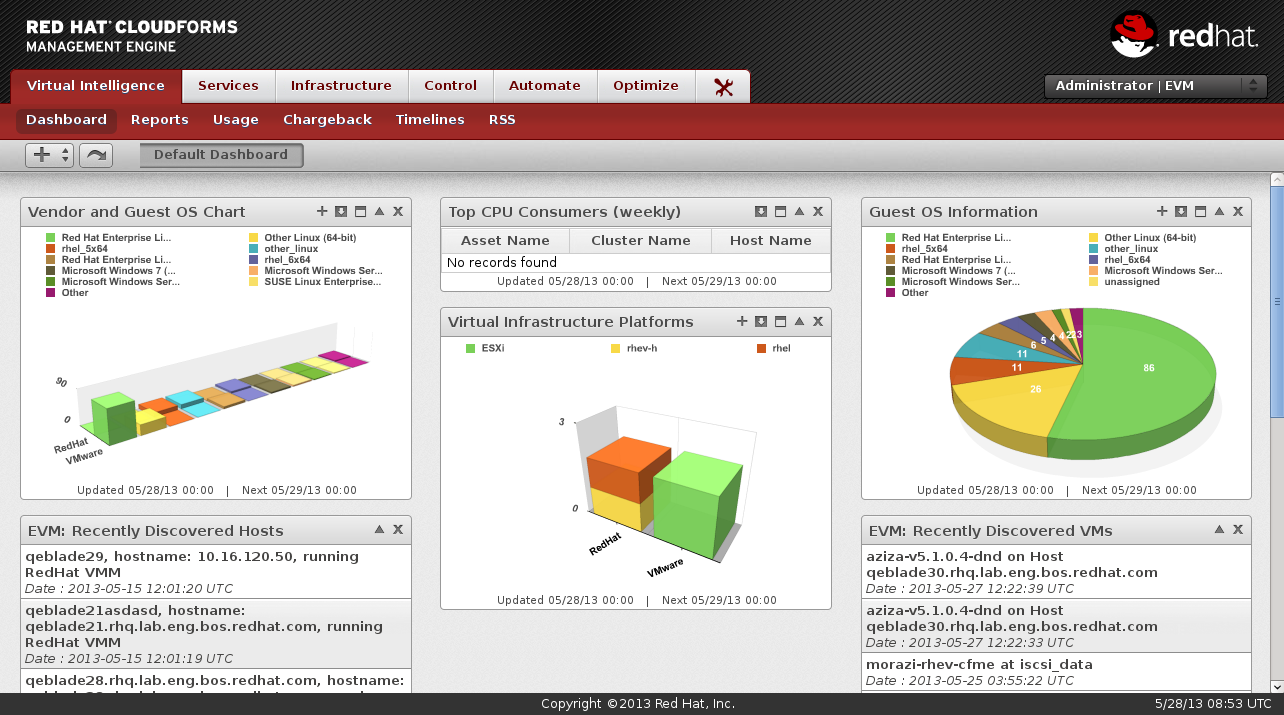 RED HAT® CLOUDFORMS
MANAGEMENT ENGINE
redhat.
Virtual Intelligence
Services
Infrastructure
Control
Automate
Optimize
Administrator | EVM
Dashboard
Reports
Usage
Chargeback
Timelines
RSS
Default Dashboard
Vendor and Guest OS Chart
Red Hat Enterprise Li...
Other Linux (64-bit)
rhel_5x64
other_linux
Red Hat Enterprise Li...
rhel_6x64
Microsoft Windows 7 (...
Microsoft Windows Ser...
Microsoft Windows Ser...
SUSE Linux Enterprise...
Other
90
0
RedHat
VMware
Updated 05/28/13 00:00 | Next 05/29/13 00:00
EVM: Recently Discovered Hosts
qeblade29, hostname: 10.16.120.50, running
RedHat VMM
Date : 2013-05-15 12:01:20 UTC
qeblade21asdasd, hostname:
qeblade21.rhq.lab.eng.bos.redhat.com, running
RedHat VMM
Date : 2013-05-15 12:01:19 UTC
qeblade28.rhq.lab.eng.bos.redhat.com, hostname:
Top CPU Consumers (weekly)
Asset Name
Cluster Name
Host Name
No records found
Updated 05/28/13 00:00 | Next 05/29/13 00:00
Virtual Infrastructure Platforms
ESXi
rhev-h
rhel
3
0
RedHat
VMware
Updated 05/28/13 00:00 | Next 05/29/13 00:00
Guest OS Information
Red Hat Enterprise Li...
Other Linux (64-bit)
rhel_5x64
other_linux
Red Hat Enterprise Li...
rhel_6x64
Microsoft Windows 7 (...
Microsoft Windows Ser...
Microsoft Windows Ser...
unassigned
Other
86
26
11
11
6
5
4
4
2
2
3
Updated 05/28/13 00:00 | Next 05/29/13 00:00
EVM: Recently Discovered VMs
aziza-v5.1.0.4-dnd on Host
qeblade30.rhq.lab.eng.bos.redhat.com
Date : 2013-05-27 12:22:39 UTC
aziza-v5.1.0.4-dnd on Host
qeblade30.rhq.lab.eng.bos.redhat.com
Date : 2013-05-27 12:22:33 UTC
morazi-rhev-cfme at iscsi_data
Date : 2013-05-25 03:55:22 UTC
Copyright ©2013 Red Hat, Inc.
5/28/13 08:53 UTC